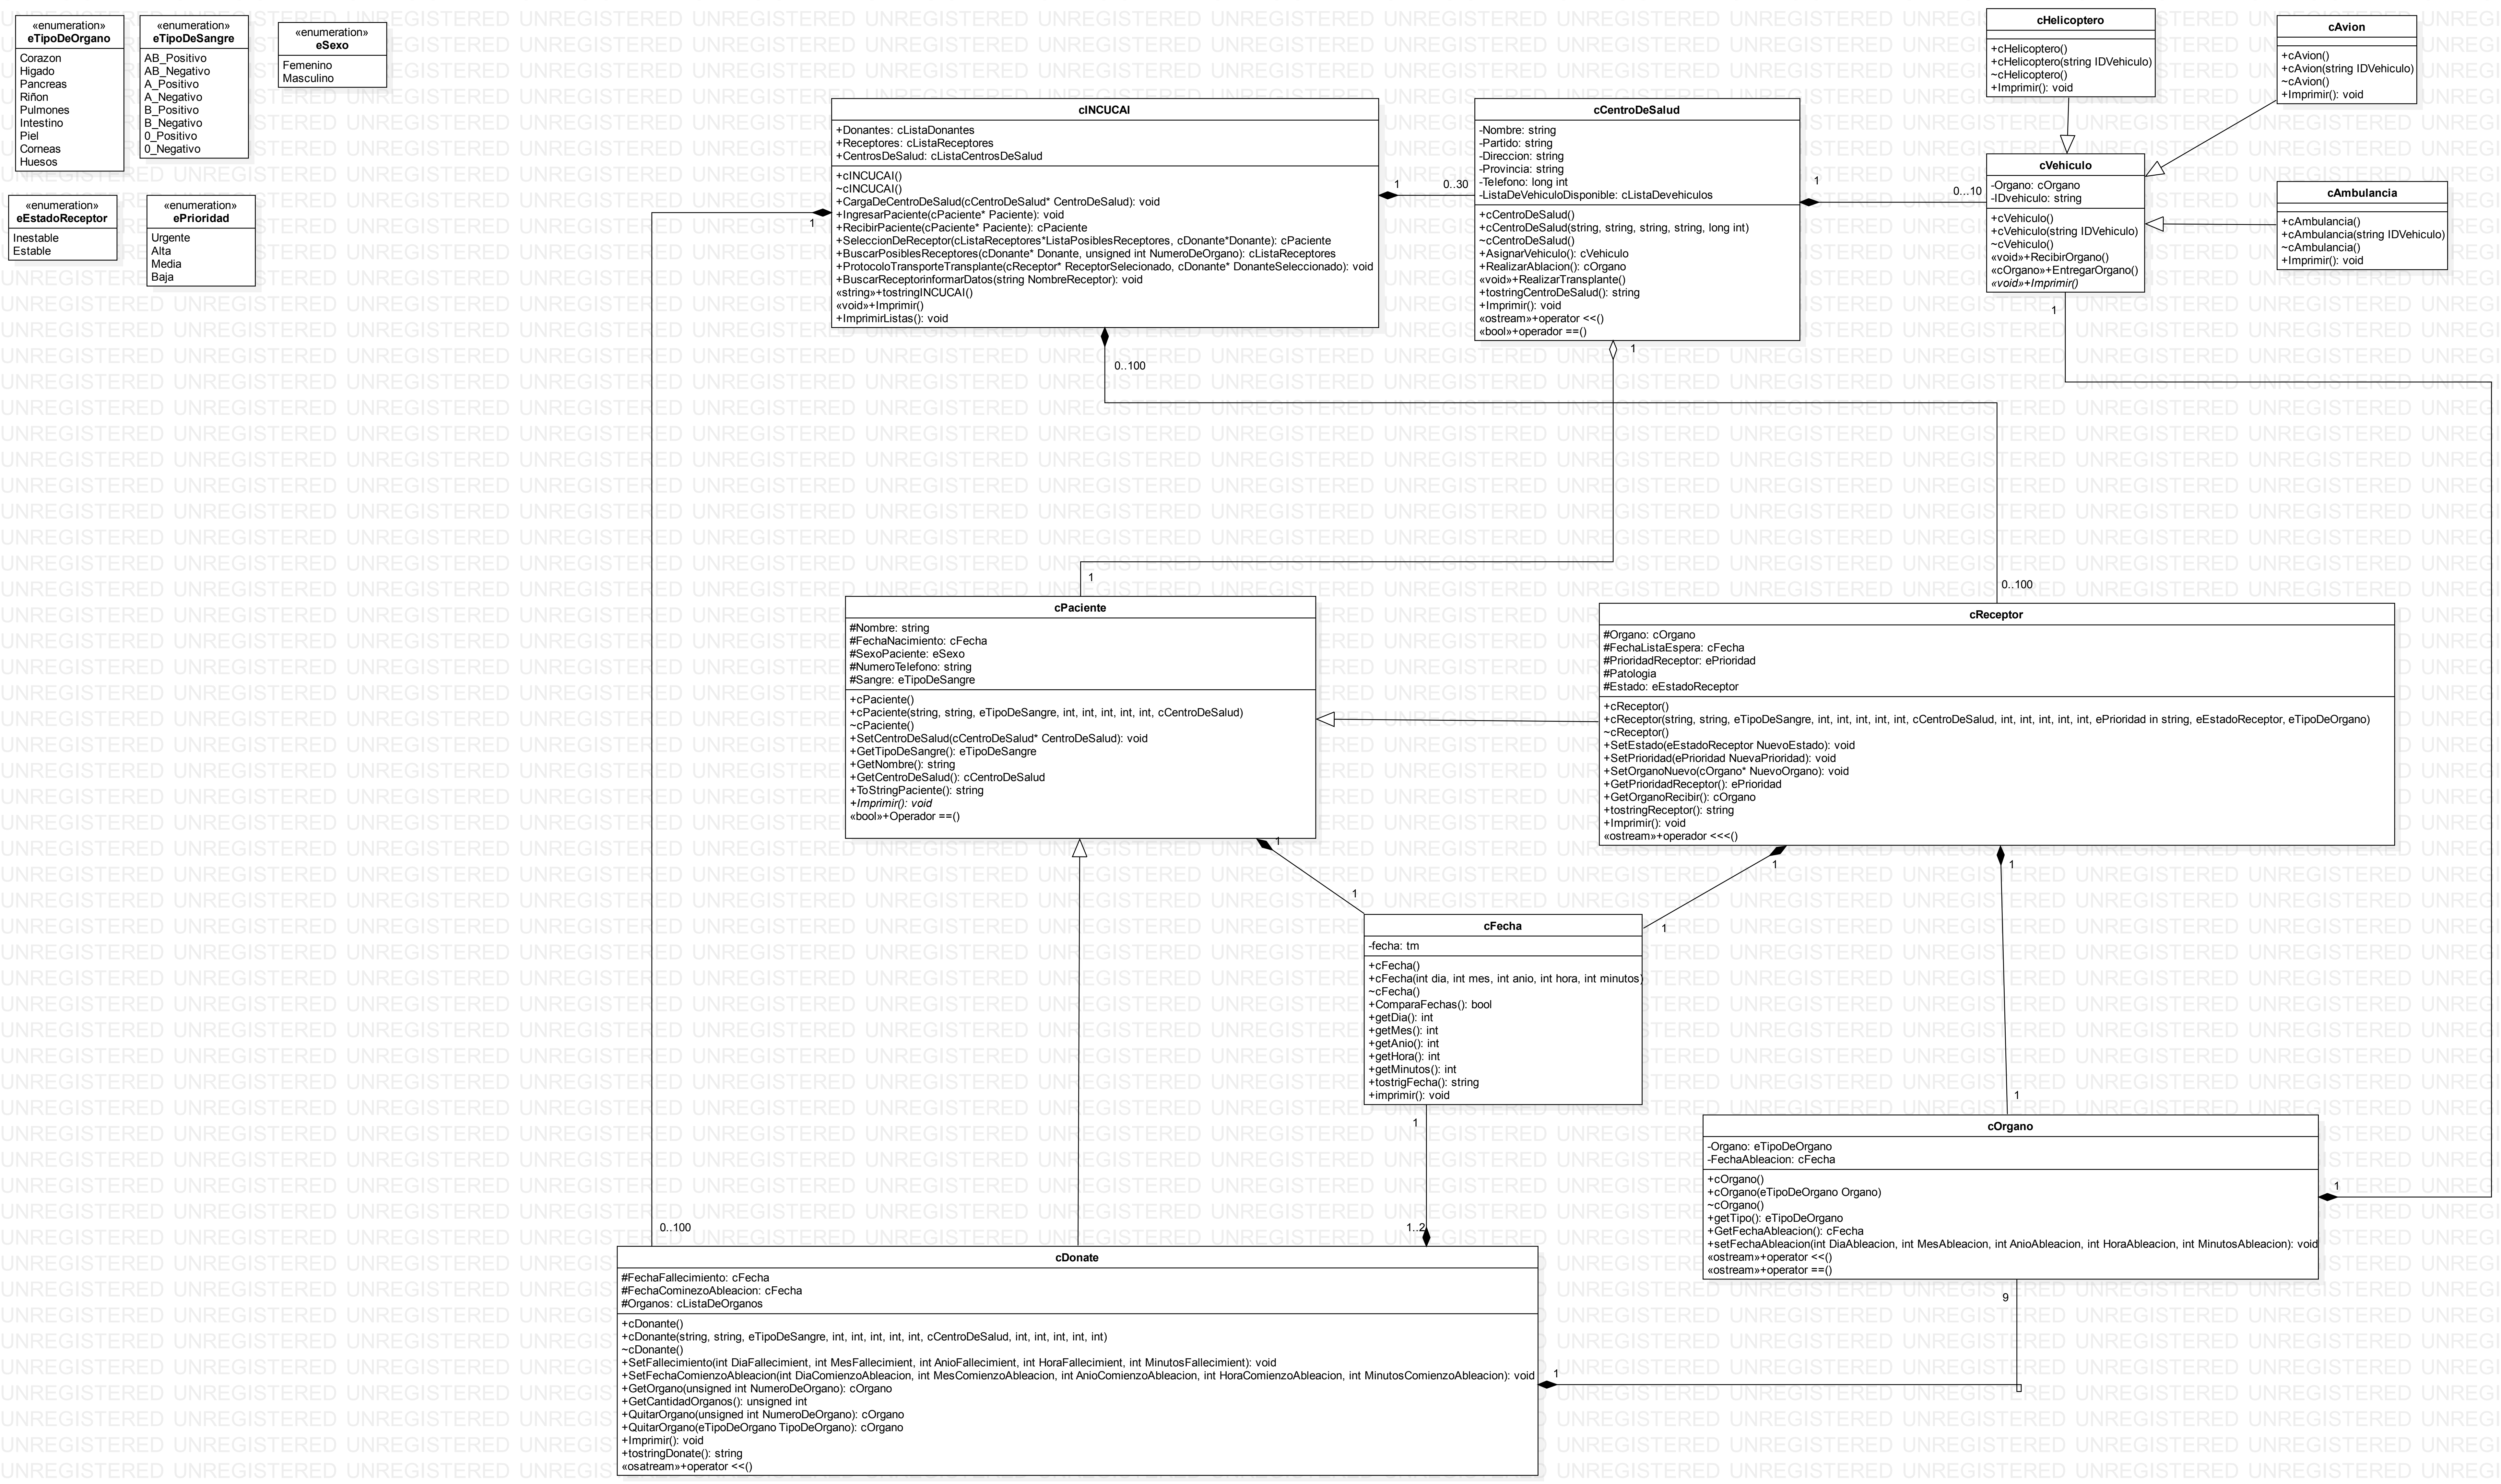 «enumeration»
eTipoDeOrgano
Corazon
Higado
Pancreas
Riñon
Pulmones
Intestino
Piel
Corneas
Huesos
«enumeration»
eTipoDeSangre
AB_Positivo
AB_Negativo
A_Positivo
A_Negativo
B_Positivo
B_Negativo
0_Positivo
0_Negativo
«enumeration»
eSexo
Femenino
Masculino
«enumeration»
eEstadoReceptor
Inestable
Estable
«enumeration»
ePrioridad
Urgente
Alta
Media
Baja
cINCUCAI
+Donantes: cListaDonantes
+Receptores: cListaReceptores
+CentrosDeSalud: cListaCentrosDeSalud
+cINCUCAI()
~cINCUCAI()
+CargaDeCentroDeSalud(cCentroDeSalud* CentroDeSalud): void
+IngresarPaciente(cPaciente* Paciente): void
+RecibirPaciente(cPaciente* Paciente): cPaciente
+SeleccionDeReceptor(cListaReceptores*ListaPosiblesReceptores, cDonante*Donante): cPaciente
+BuscarPosiblesReceptores(cDonante* Donante, unsigned int NumeroDeOrgano): cListaReceptores
+ProtocoloTransporteTransplante(cReceptor* ReceptorSelecionado, cDonante* DonanteSeleccionado): void
+BuscarReceptorinformarDatos(string NombreReceptor): void
«string»+tostringINCUCAI()
«void»+Imprimir()
+ImprimirListas(): void
1
0..30
1
0..100
cCentroDeSalud
-Nombre: string
-Partido: string
-Direccion: string
-Provincia: string
-Telefono: long int
-ListaDeVehiculoDisponible: cListaDevehiculos
+cCentroDeSalud()
+cCentroDeSalud(string, string, string, string, long int)
~cCentroDeSalud()
+AsignarVehiculo(): cVehiculo
+RealizarAblacion(): cOrgano
«void»+RealizarTransplante()
+tostringCentroDeSalud(): string
+Imprimir(): void
«ostream»+operator <<()
«bool»+operador ==()
1
0...10
1
cHelicoptero
+cHelicoptero()
+cHelicoptero(string IDVehiculo)
~cHelicoptero()
+Imprimir(): void
cAvion
+cAvion()
+cAvion(string IDVehiculo)
~cAvion()
+Imprimir(): void
cVehiculo
-Organo: cOrgano
-IDvehiculo: string
+cVehiculo()
+cVehiculo(string IDVehiculo)
~cVehiculo()
«void»+RecibirOrgano()
«cOrgano»+EntregarOrgano()
«void»+Imprimir()
1
cAmbulancia
+cAmbulancia()
+cAmbulancia(string IDVehiculo)
~cAmbulancia()
+Imprimir(): void
1
cPaciente
#Nombre: string
#FechaNacimiento: cFecha
#SexoPaciente: eSexo
#NumeroTelefono: string
#Sangre: eTipoDeSangre
+cPaciente()
+cPaciente(string, string, eTipoDeSangre, int, int, int, int, int, cCentroDeSalud)
~cPaciente()
+SetCentroDeSalud(cCentroDeSalud* CentroDeSalud): void
+GetTipoDeSangre(): eTipoDeSangre
+GetNombre(): string
+GetCentroDeSalud(): cCentroDeSalud
+ToStringPaciente(): string
+Imprimir(): void
«bool»+Operador ==()
1
1
0..100
cReceptor
#Organo: cOrgano
#FechaListaEspera: cFecha
#PrioridadReceptor: ePrioridad
#Patologia
#Estado: eEstadoReceptor
+cReceptor()
+cReceptor(string, string, eTipoDeSangre, int, int, int, int, int, cCentroDeSalud, int, int, int, int, int, ePrioridad in string, eEstadoReceptor, eTipoDeOrgano)
~cReceptor()
+SetEstado(eEstadoReceptor NuevoEstado): void
+SetPrioridad(ePrioridad NuevaPrioridad): void
+SetOrganoNuevo(cOrgano* NuevoOrgano): void
+GetPrioridadReceptor(): ePrioridad
+GetOrganoRecibir(): cOrgano
+tostringReceptor(): string
+Imprimir(): void
«ostream»+operador <<<()
1
1
1
1
cFecha
-fecha: tm
+cFecha()
+cFecha(int dia, int mes, int anio, int hora, int minutos)
~cFecha()
+ComparaFechas(): bool
+getDia(): int
+getMes(): int
+getAnio(): int
+getHora(): int
+getMinutos(): int
+tostrigFecha(): string
+imprimir(): void
1
1..2
cOrgano
-Organo: eTipoDeOrgano
-FechaAbleacion: cFecha
+cOrgano()
+cOrgano(eTipoDeOrgano Organo)
~cOrgano()
+getTipo(): eTipoDeOrgano
+GetFechaAbleacion(): cFecha
+setFechaAbleacion(int DiaAbleacion, int MesAbleacion, int AnioAbleacion, int HoraAbleacion, int MinutosAbleacion): void
«ostream»+operator <<()
«ostream»+operator ==()
1
9
0..100
cDonate
#FechaFallecimiento: cFecha
#FechaCominezoAbleacion: cFecha
#Organos: cListaDeOrganos
+cDonante()
+cDonante(string, string, eTipoDeSangre, int, int, int, int, int, cCentroDeSalud, int, int, int, int, int)
~cDonante()
+SetFallecimiento(int DiaFallecimient, int MesFallecimient, int AnioFallecimient, int HoraFallecimient, int MinutosFallecimient): void
+SetFechaComienzoAbleacion(int DiaComienzoAbleacion, int MesComienzoAbleacion, int AnioComienzoAbleacion, int HoraComienzoAbleacion, int MinutosComienzoAbleacion): void
+GetOrgano(unsigned int NumeroDeOrgano): cOrgano
+GetCantidadOrganos(): unsigned int
+QuitarOrgano(unsigned int NumeroDeOrgano): cOrgano
+QuitarOrgano(eTipoDeOrgano TipoDeOrgano): cOrgano
+Imprimir(): void
+tostringDonate(): string
«osatream»+operator <<()
1